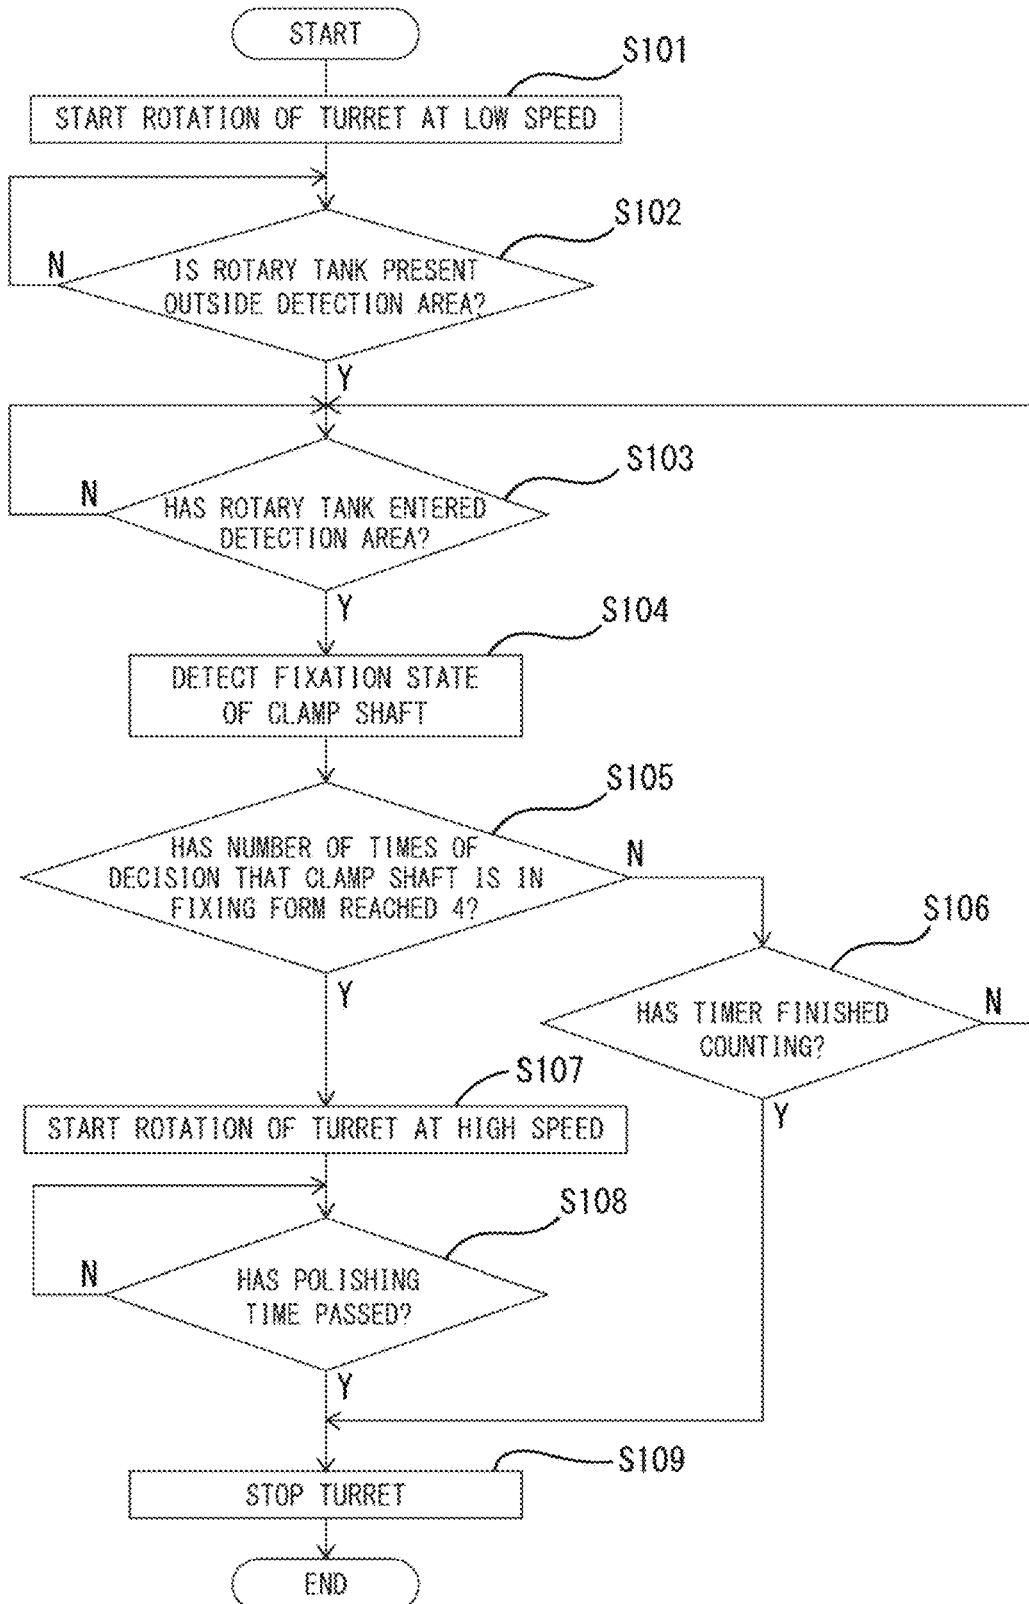 START
S101
START ROTATION OF TURRET AT LOW SPEED
S102
N
IS ROTARY TANK PRESENT
OUTSIDE DETECTION AREA?
Y
S103
N
HAS ROTARY TANK ENTERED
DETECTION AREA?
Y
S104
DETECT FIXATION STATE
OF CLAMP SHAFT
S105
HAS NUMBER OF TIMES OF
DECISION THAT CLAMP SHAFT IS IN
FIXING FORM REACHED 4?
N
Y
S106
HAS TIMER FINISHED
COUNTING?
N
Y
S107
START ROTATION OF TURRET AT HIGH SPEED
S108
N
HAS POLISHING
TIME PASSED?
Y
S109
STOP TURRET
END